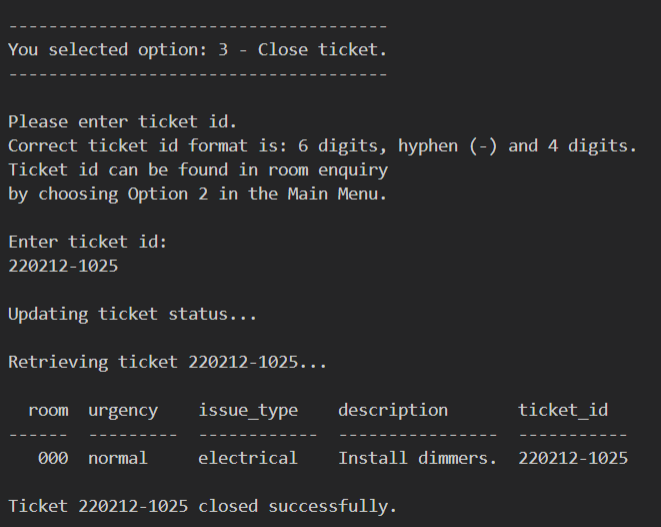 --------------------------------------
You selected option: 3 - Close ticket.
--------------------------------------
Please enter ticket id.
Correct ticket id format is: 6 digits, hyphen (-) and 4 digits.
Ticket id can be found in room enquiry
by choosing Option 2 in the Main Menu.
Enter ticket id:
220212-1025
Updating ticket status...
Retrieving ticket 220212-1025...
  room  urgency    issue_type    description       ticket_id
------  ---------  ------------  ----------------  -----------
   000  normal     electrical    Install dimmers.  220212-1025
Ticket 220212-1025 closed successfully.